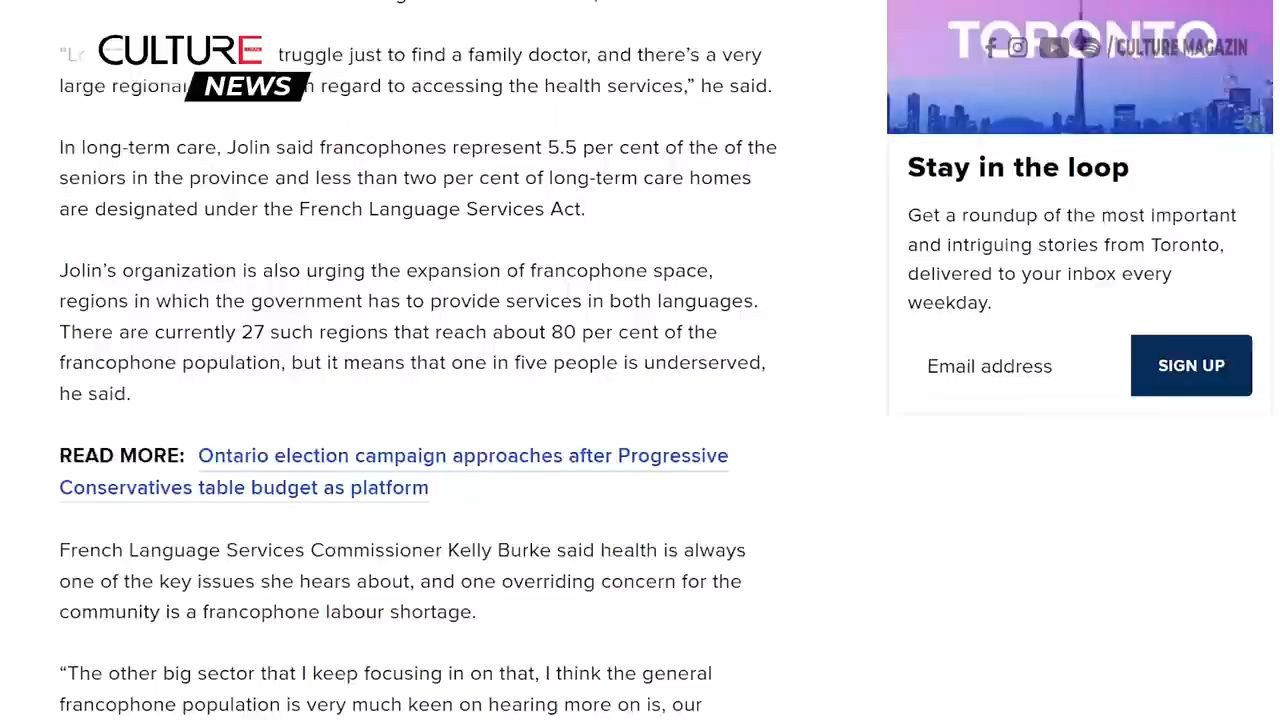 CULTURE
NEWS
truggle just to find a family doctor, and there’s a very
large regional regard to accessing the health services,” he said.
In long-term care, Jolin said francophones represent 5.5 per cent of the of the
seniors in the province and less than two per cent of long-term care homes
are designated under the French Language Services Act.
Jolin’s organization is also urging the expansion of francophone space,
regions in which the government has to provide services in both languages.
There are currently 27 such regions that reach about 80 per cent of the
francophone population, but it means that one in five people is underserved,
he said.
READ MORE: Ontario election campaign approaches after Progressive
Conservatives table budget as platform
French Language Services Commissioner Kelly Burke said health is always
one of the key issues she hears about, and one overriding concern for the
community is a francophone labour shortage.
“The other big sector that I keep focusing in on that, I think the general
francophone population is very much keen on hearing more on is, our
TORONTO
/CULTURE MAGAZIN
Stay in the loop
Get a roundup of the most important
and intriguing stories from Toronto,
delivered to your inbox every
weekday.
Email address
SIGN UP